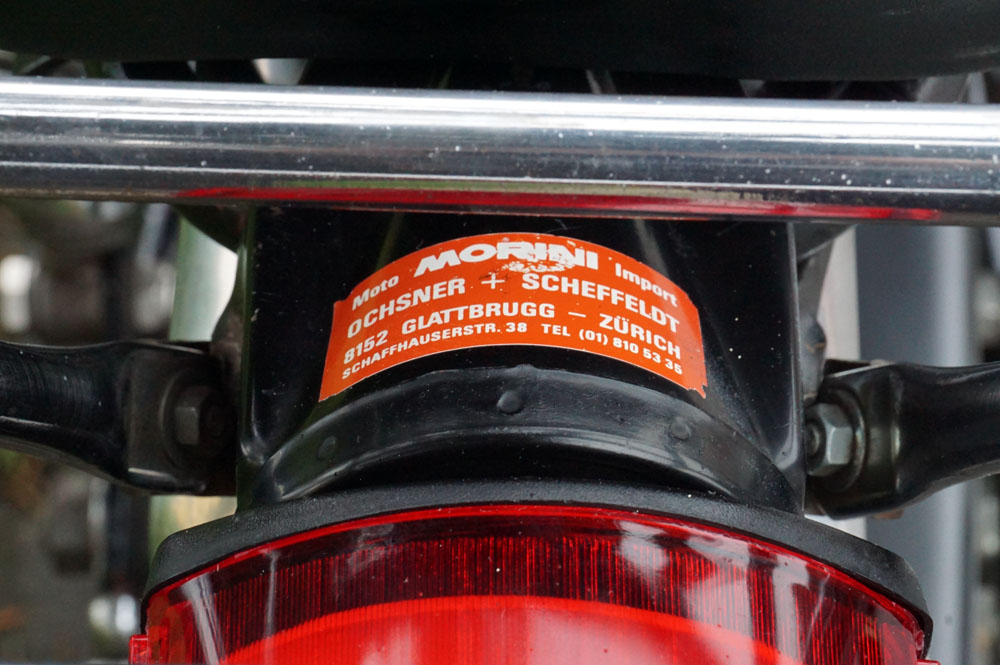 Moto MORINI Import
OCHSNER + SCHEFFELDT
8152 GLATTBRUGG – ZÜRICH
SCHAFFHAUSERSTR. 38 TEL (01) 810 53 35